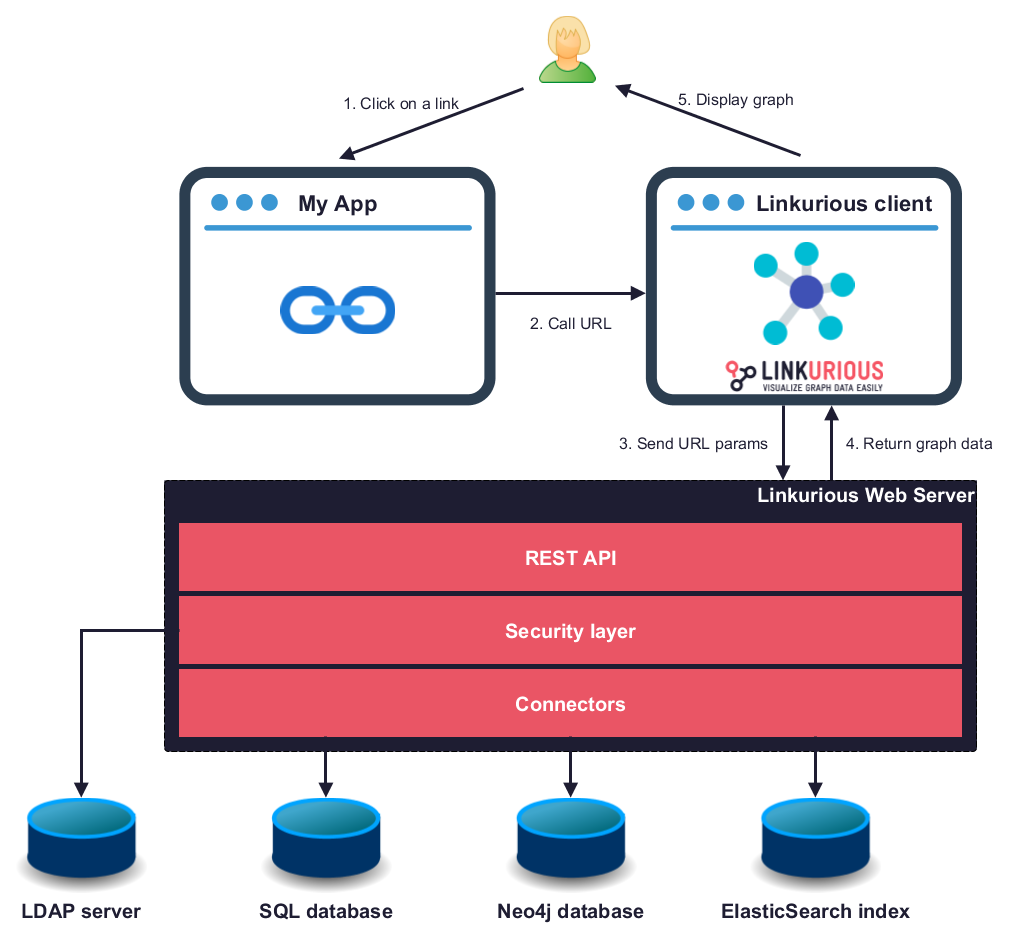 1. Click on a link
5. Display graph
My App
Linkurious client
LINKURIOUS
VISUALIZE GRAPH DATA EASILY
2. Call URL
3. Send URL params
4. Return graph data
Linkurious Web Server
REST API
Security layer
Connectors
LDAP server
SQL database
Neo4j database
ElasticSearch index